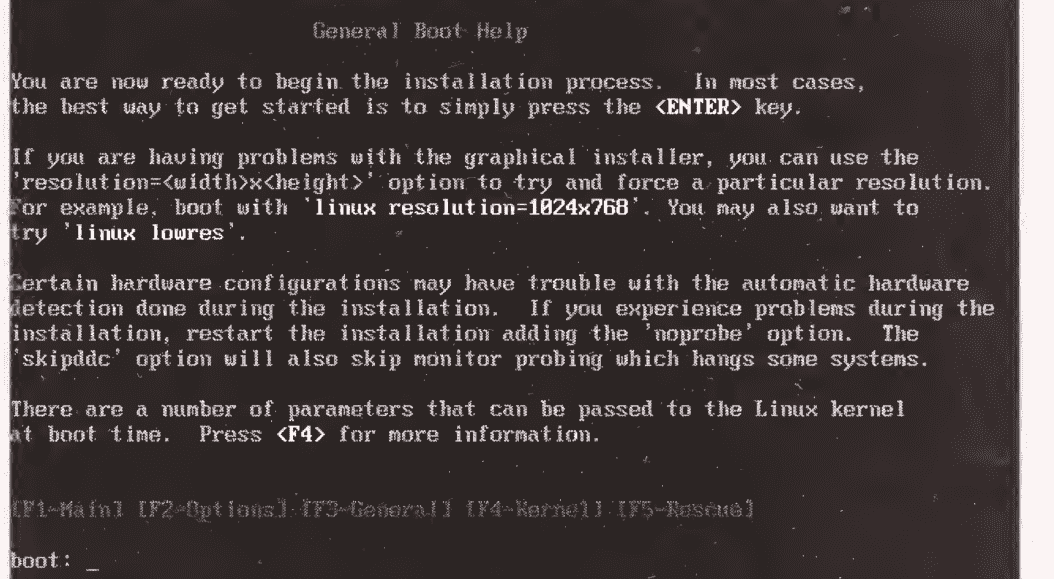 General Boot Help
You are now ready to begin the installation process.  In most cases,
the best way to get started is to simply press the <ENTER> key.
If you are having problems with the graphical installer, you can use the
'resolution=<width>x<height>' option to try and force a particular resolution.
For example, boot with 'linux resolution=1024x768'. You may also want to
try 'linux lowres'.
Certain hardware configurations may have trouble with the automatic hardware
detection done during the installation.  If you experience problems during the
installation, restart the installation adding the 'noprobe' option.  The
'skipddc' option will also skip monitor probing which hangs some systems.
There are a number of parameters that can be passed to the Linux kernel
at boot time.  Press <F4> for more information.
[F1-Main] [F2-Options] [F3-General] [F4-Kernel] [F5-Rescue]
boot: _